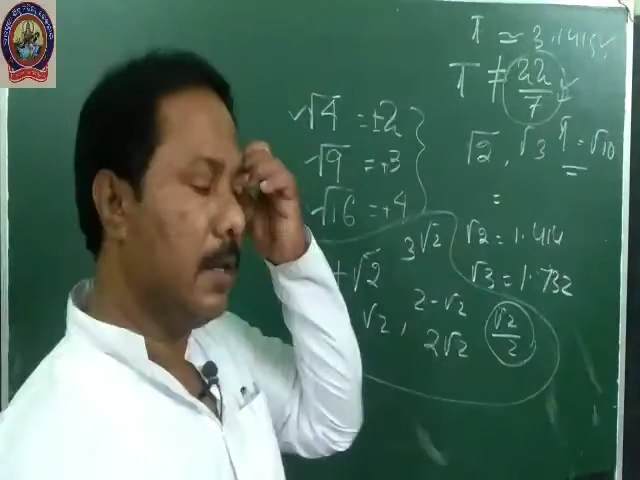 π ≃ 3.1415
π ≠ 22/7
√4 = ±2
√9 = ±3
√16 = ±4
√2, √3 π = √10
=
√2 = 1.414
√3 = 1.732
3√2
+√2
2-√2
√2,
2√2
√2/2